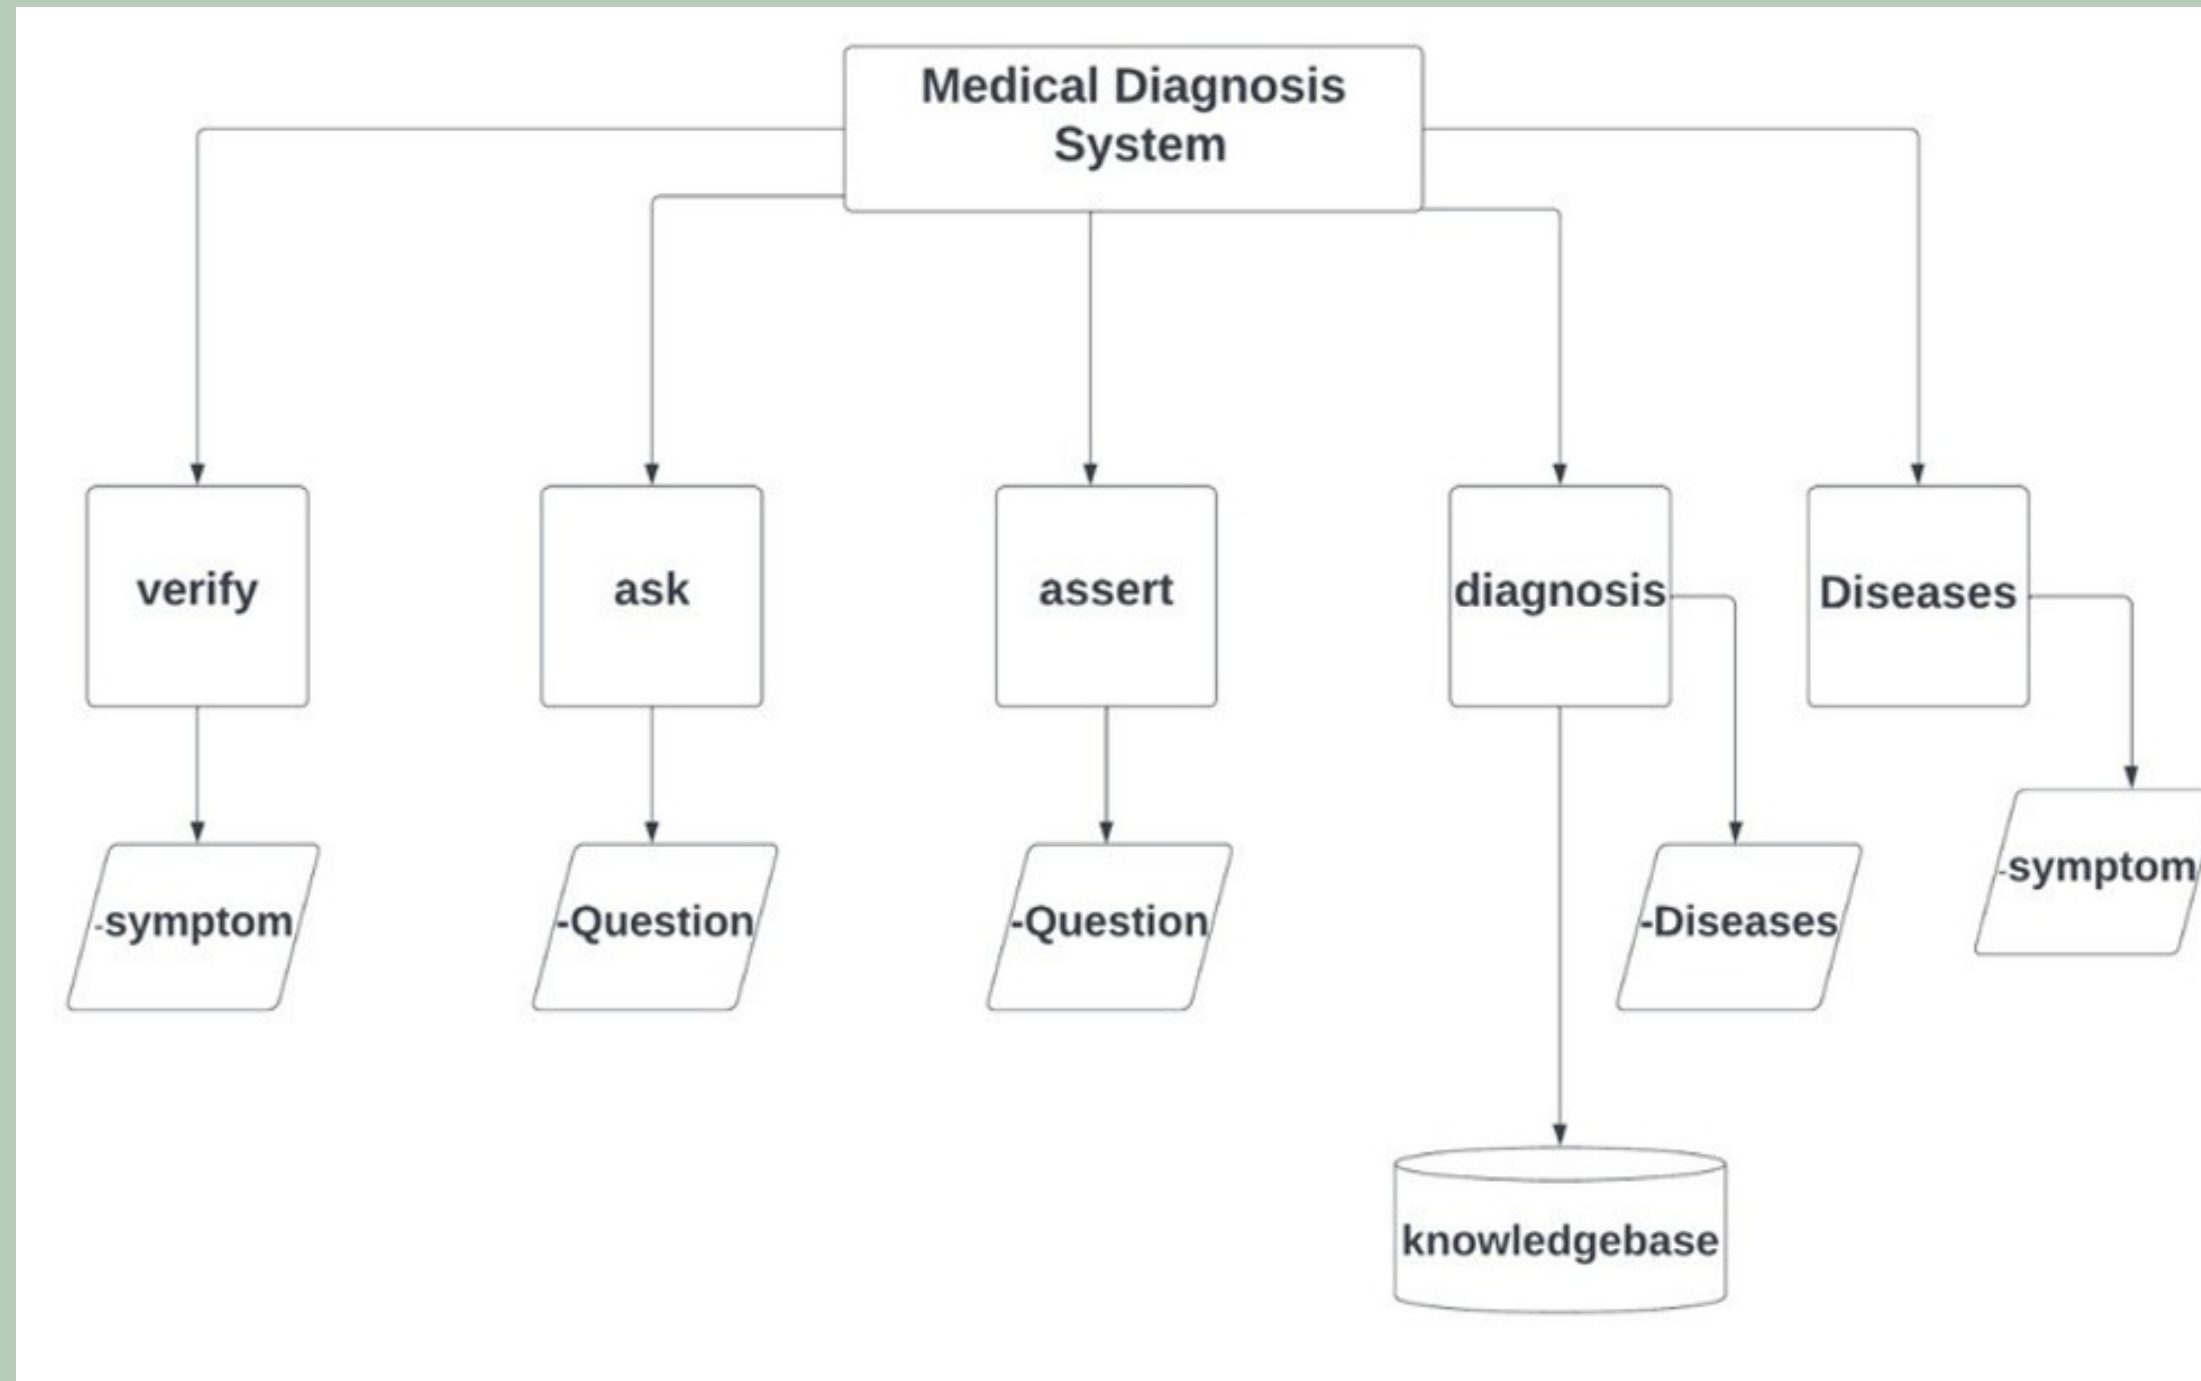 Medical Diagnosis
System
verify
ask
assert
diagnosis
Diseases
-symptom
-Question
-Question
-Diseases
-symptom
knowledgebase